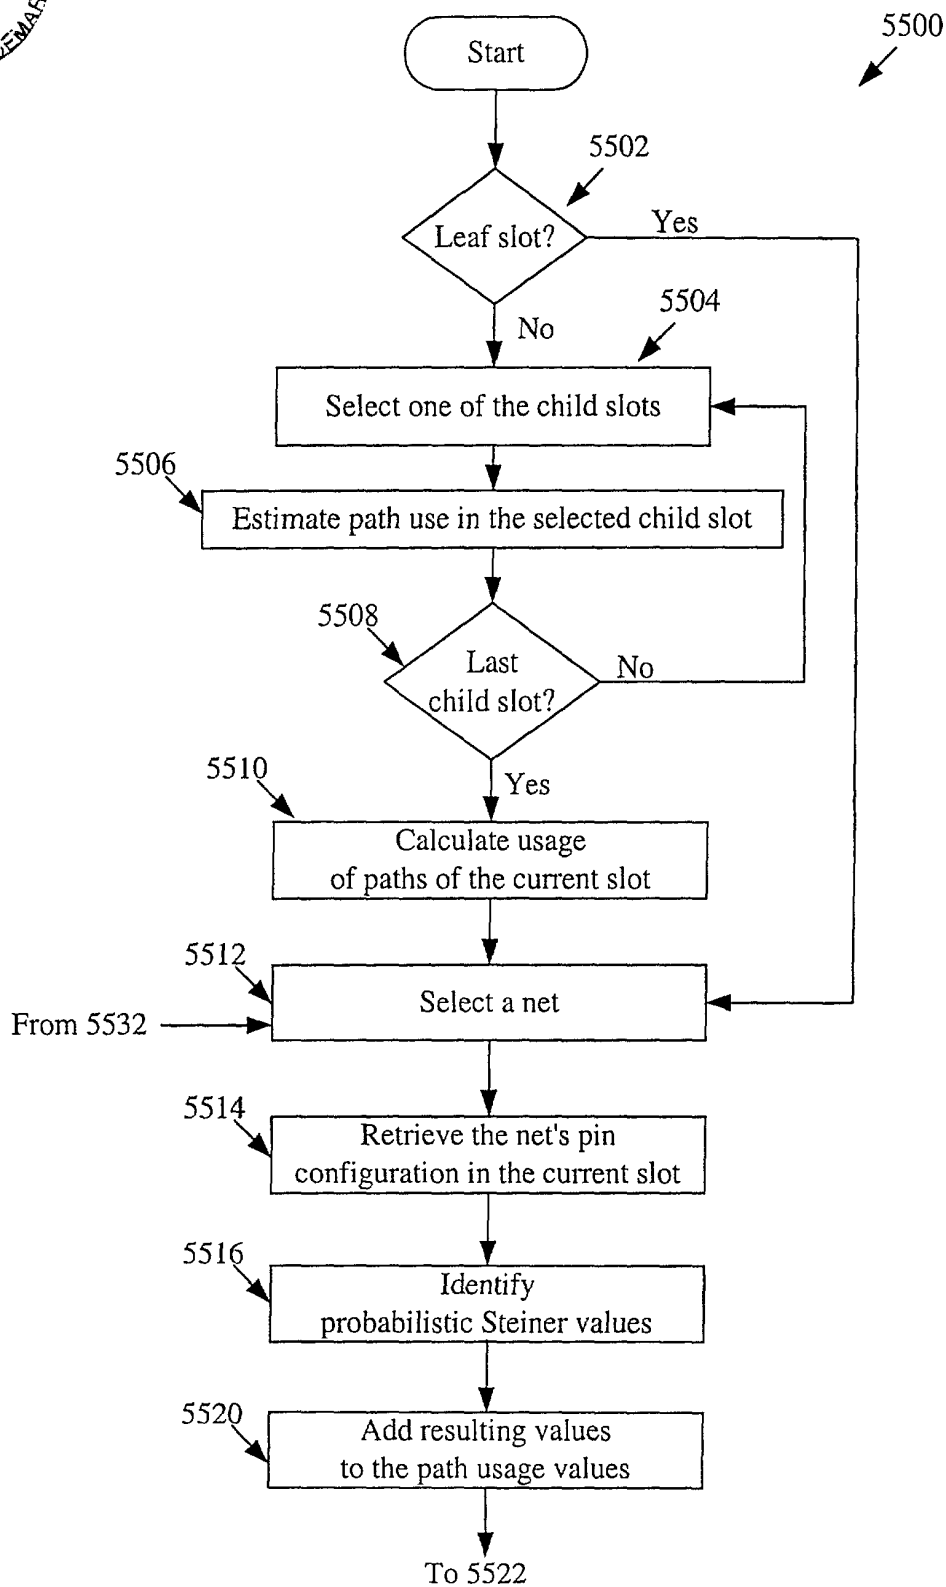 5500
Start
5502
Leaf slot?
Yes
No
5504
Select one of the child slots
5506
Estimate path use in the selected child slot
5508
Last
child slot?
No
Yes
5510
Calculate usage
of paths of the current slot
5512
Select a net
From 5532
5514
Retrieve the net's pin
configuration in the current slot
5516
Identify
probabilistic Steiner values
5520
Add resulting values
to the path usage values
To 5522